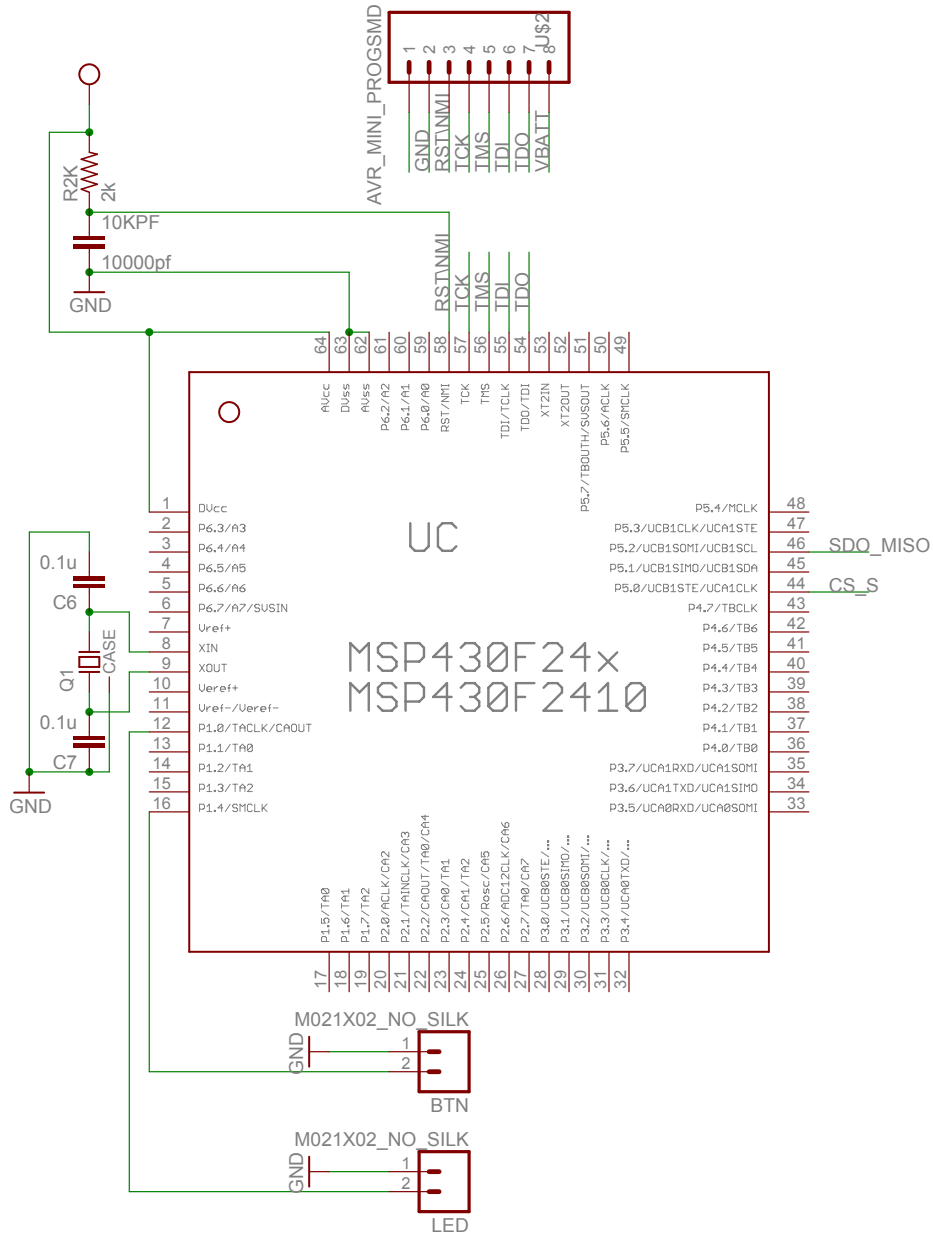 AVR_MINI_PROGSMD
U$2
1
2
3
4
5
6
7
8
GND
RST\NMI
TCK
TMS
TDI
TDO
VBATT
R2K
2k
10KPF
10000pf
GND
RST\NMI
TCK
TMS
TDI
TDO
64
63
62
61
60
59
58
57
56
55
54
53
52
51
50
49
AVcc
DVss
AVss
P6.2/A2
P6.1/A1
P6.0/A0
RST/NMI
TCK
TMS
TDI/TCLK
TDO/TDI
XT2IN
XT2OUT
P5.7/TBOUTH/SVSOUT
P5.6/ACLK
P5.5/SMCLK
UC
MSP430F24x
MSP430F2410
1 DVcc
2 P6.3/A3
3 P6.4/A4
4 P6.5/A5
5 P6.6/A6
6 P6.7/A7/SVSIN
7 Vref+
8 XIN
9 XOUT
10 Veref+
11 Vref-/Veref-
12 P1.0/TACLK/CAOUT
13 P1.1/TA0
14 P1.2/TA1
15 P1.3/TA2
16 P1.4/SMCLK
P5.4/MCLK 48
P5.3/UCB1CLK/UCA1STE 47
P5.2/UCB1SOMI/UCB1SCL 46 SDO_MISO
P5.1/UCB1SIMO/UCB1SDA 45
P5.0/UCB1STE/UCA1CLK 44 CS_S
P4.7/TBCLK 43
P4.6/TB6 42
P4.5/TB5 41
P4.4/TB4 40
P4.3/TB3 39
P4.2/TB2 38
P4.1/TB1 37
P4.0/TB0 36
P3.7/UCA1RXD/UCA1SOMI 35
P3.6/UCA1TXD/UCA1SIMO 34
P3.5/UCA0RXD/UCA0SOMI 33
0.1u
C6
Q1
CASE
0.1u
C7
GND
P1.5/TA0
P1.6/TA1
P1.7/TA2
P2.0/ACLK/CA2
P2.1/TAINCLK/CA3
P2.2/CAOUT/TA0/CA4
P2.3/CA0/TA1
P2.4/CA1/TA2
P2.5/Rosc/CA5
P2.6/ADC12CLK/CA6
P2.7/TA0/CA7
P3.0/UCB0STE/...
P3.1/UCB0SIMO/...
P3.2/UCB0SOMI/...
P3.3/UCB0CLK/...
P3.4/UCA0TXD/...
17
18
19
20
21
22
23
24
25
26
27
28
29
30
31
32
M021X02_NO_SILK
GND
1
2
BTN
M021X02_NO_SILK
GND
1
2
LED